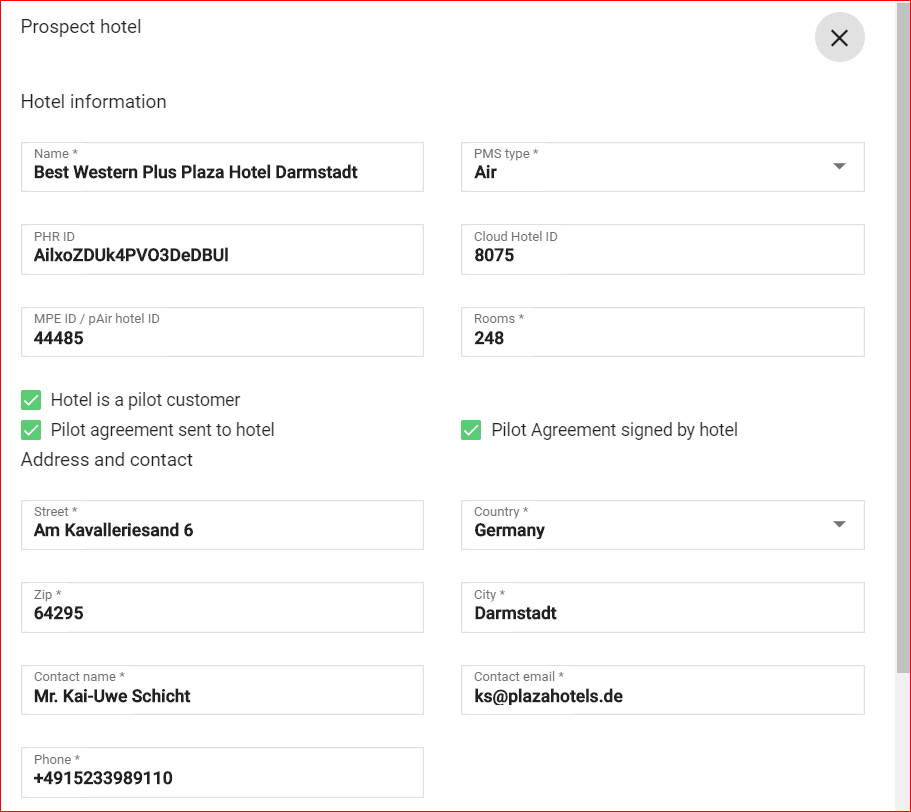 Prospect hotel
Hotel information
Name *
Best Western Plus Plaza Hotel Darmstadt
PMS type *
Air
PHR ID
AilxoZDUk4PVO3DeDBUl
Cloud Hotel ID
8075
MPE ID / pAir hotel ID
44485
Rooms *
248
Hotel is a pilot customer
Pilot agreement sent to hotel
Pilot Agreement signed by hotel
Address and contact
Street *
Am Kavalleriesand 6
Country *
Germany
Zip *
64295
City *
Darmstadt
Contact name *
Mr. Kai-Uwe Schicht
Contact email *
ks@plazahotels.de
Phone *
+4915233989110